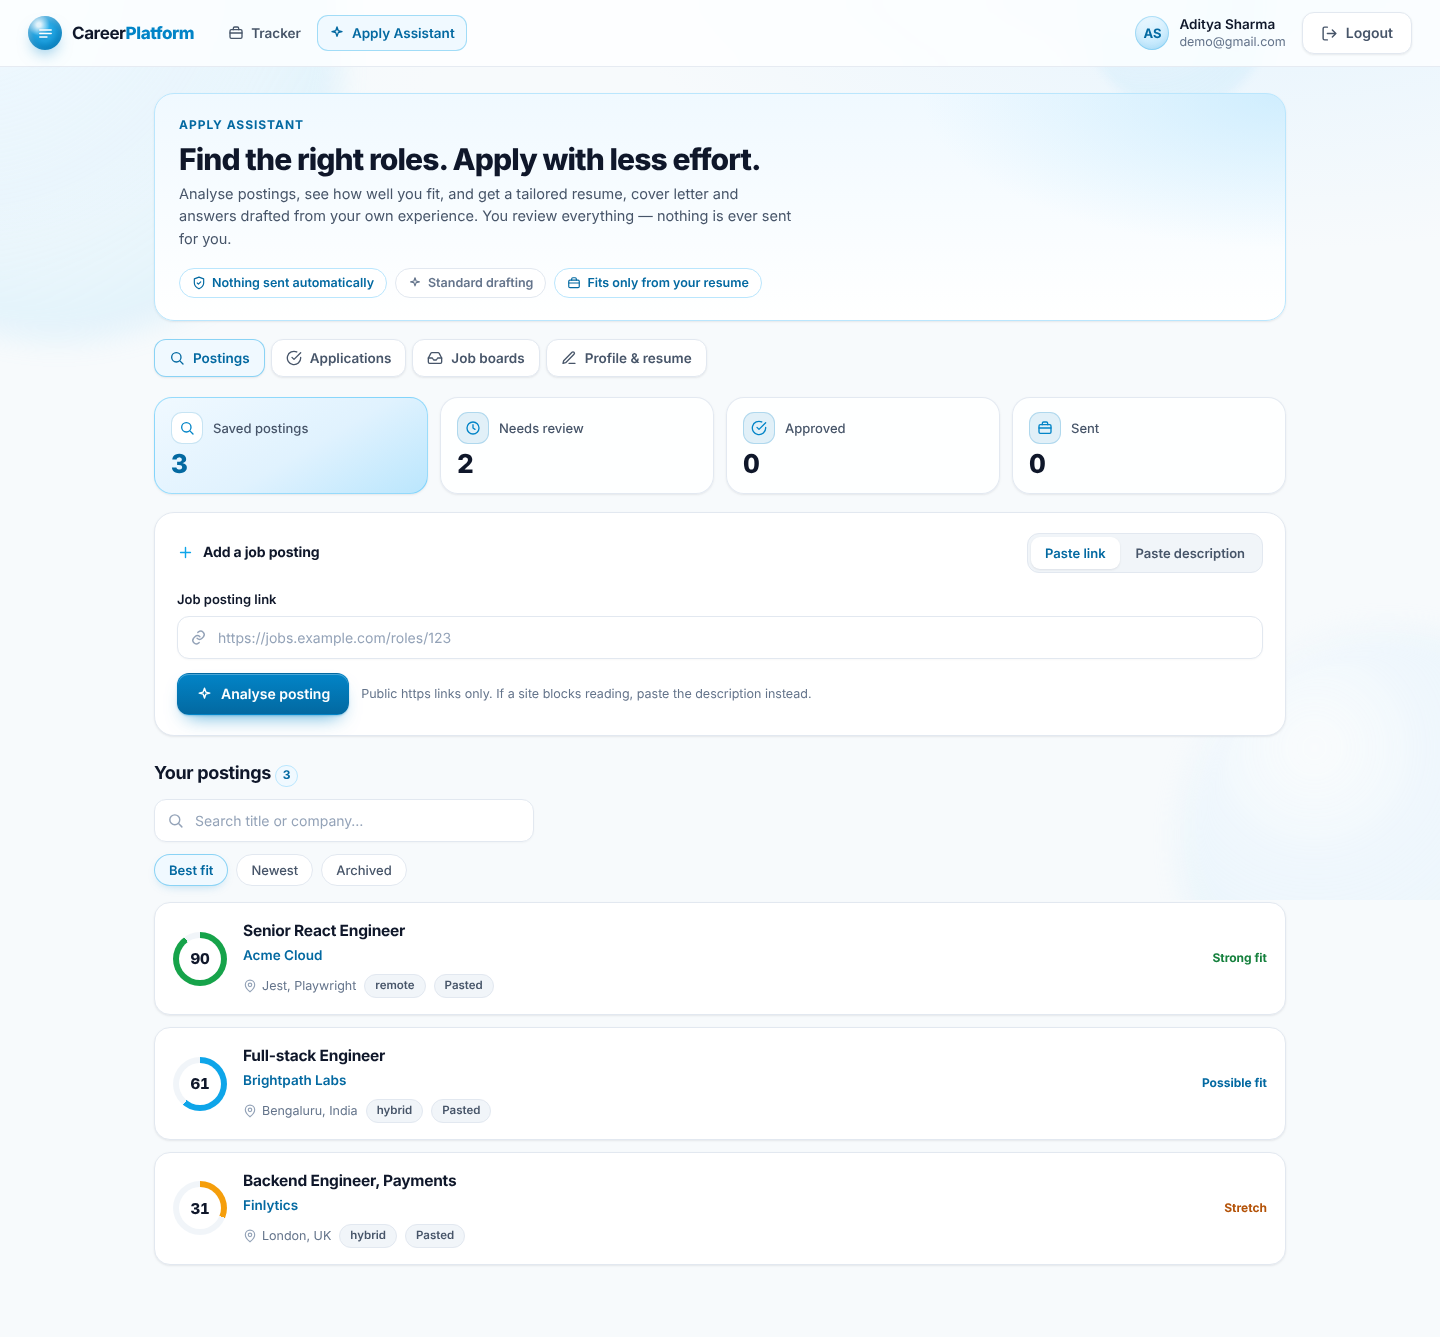 CareerPlatform
Tracker
Apply Assistant
AS
Aditya Sharma
demo@gmail.com
Logout
APPLY ASSISTANT
Find the right roles. Apply with less effort.
Analyse postings, see how well you fit, and get a tailored resume, cover letter and
answers drafted from your own experience. You review everything — nothing is ever sent
for you.
Nothing sent automatically
Standard drafting
Fits only from your resume
Postings
Applications
Job boards
Profile & resume
Saved postings
3
Needs review
2
Approved
0
Sent
0
Add a job posting
Paste link
Paste description
Job posting link
https://jobs.example.com/roles/123
Analyse posting
Public https links only. If a site blocks reading, paste the description instead.
Your postings 3
Search title or company...
Best fit
Newest
Archived
90
Senior React Engineer
Acme Cloud
Jest, Playwright
remote
Pasted
Strong fit
61
Full-stack Engineer
Brightpath Labs
Bengaluru, India
hybrid
Pasted
Possible fit
31
Backend Engineer, Payments
Finlytics
London, UK
hybrid
Pasted
Stretch